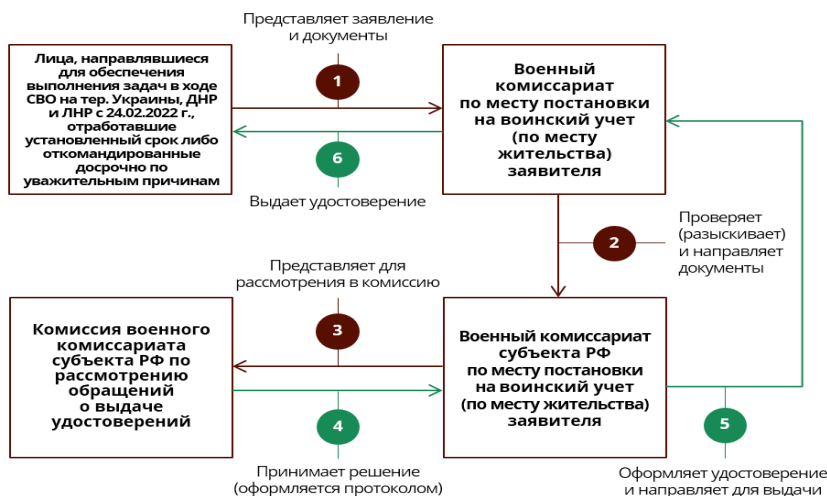 Представляет заявление
и документы
1
Лица, направлявшиеся
для обеспечения
выполнения задач в ходе
СВО на тер. Украины, ДНР
и ЛНР с 24.02.2022 г.,
отработавшие
установленный срок либо
откомандированные
досрочно по
уважительным причинам
Военный
комиссариат
по месту постановки
на воинский учет
(по месту
жительства)
заявителя
6
Выдает удостоверение
2
Проверяет
(разыскивает)
и направляет
документы
Представляет для
рассмотрения в комиссию
3
Комиссия военного
комиссариата
субъекта РФ по
рассмотрению
обращений
о выдаче
удостоверений
Военный комиссариат
субъекта РФ
по месту постановки
на воинский учет
(по месту жительства)
заявителя
4
Принимает решение
(оформляется протоколом)
5
Оформляет удостоверение
и направляет для выдачи